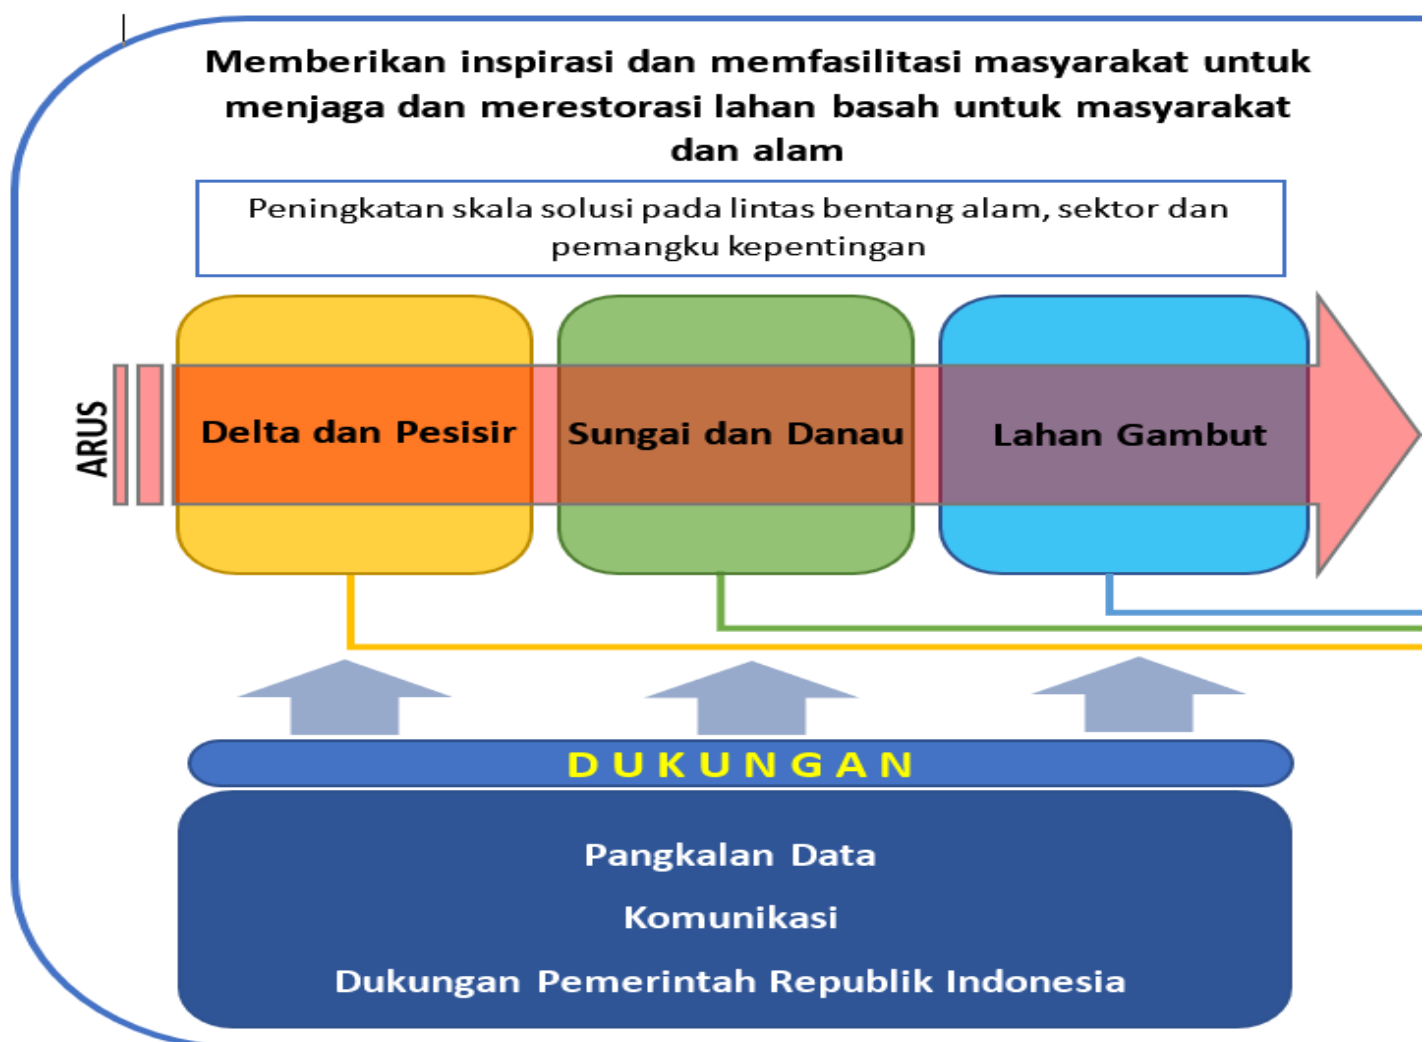 Memberikan inspirasi dan memfasilitasi masyarakat untuk
menjaga dan merestorasi lahan basah untuk masyarakat
dan alam
Peningkatan skala solusi pada lintas bentang alam, sektor dan
pemangku kepentingan
ARUS
Delta dan Pesisir
Sungai dan Danau
Lahan Gambut
DUKUNGAN
Pangkalan Data
Komunikasi
Dukungan Pemerintah Republik Indonesia